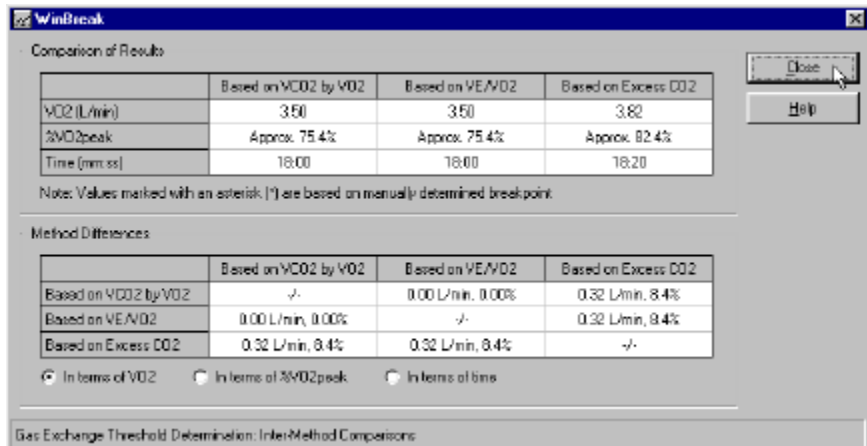 WinBreak
Comparison of Results
Close
Help
Based on VCO2 by VO2 Based on VE/VO2 Based on Excess CO2
VO2 (L/min) 3.50 3.50 3.82
%VO2peak Approx. 75.4% Approx. 75.4% Approx. 82.4%
Time (mm:ss) 18:00 18:00 18:20
Note: Values marked with an asterisk (*) are based on manually determined breakpoint
Method Differences
Based on VCO2 by VO2 Based on VE/VO2 Based on Excess CO2
Based on VCO2 by VO2 -/- 0.00 L/min, 0.00% 0.32 L/min, 8.4%
Based on VE/VO2 0.00 L/min, 0.00% -/- 0.32 L/min, 8.4%
Based on Excess CO2 0.32 L/min, 8.4% 0.32 L/min, 8.4% -/-
In terms of VO2 In terms of %VO2peak In terms of time
Gas Exchange Threshold Determination: Inter-Method Comparisons